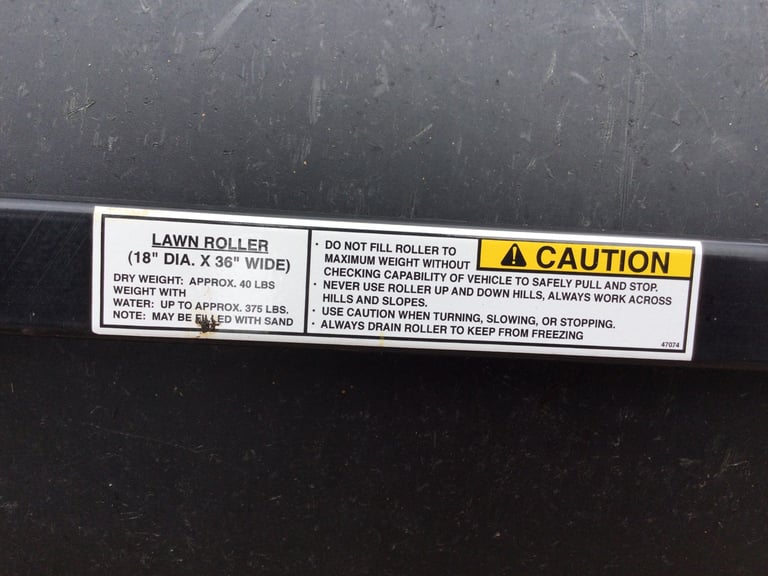 LAWN ROLLER
(18" DIA. X 36" WIDE)
DRY WEIGHT: APPROX. 40 LBS
WEIGHT WITH
WATER: UP TO APPROX. 375 LBS.
NOTE: MAY BE FILLED WITH SAND
CAUTION
· DO NOT FILL ROLLER TO
MAXIMUM WEIGHT WITHOUT
CHECKING CAPABILITY OF VEHICLE TO SAFELY PULL AND STOP.
· NEVER USE ROLLER UP AND DOWN HILLS, ALWAYS WORK ACROSS
HILLS AND SLOPES.
· USE CAUTION WHEN TURNING, SLOWING, OR STOPPING.
· ALWAYS DRAIN ROLLER TO KEEP FROM FREEZING
47074